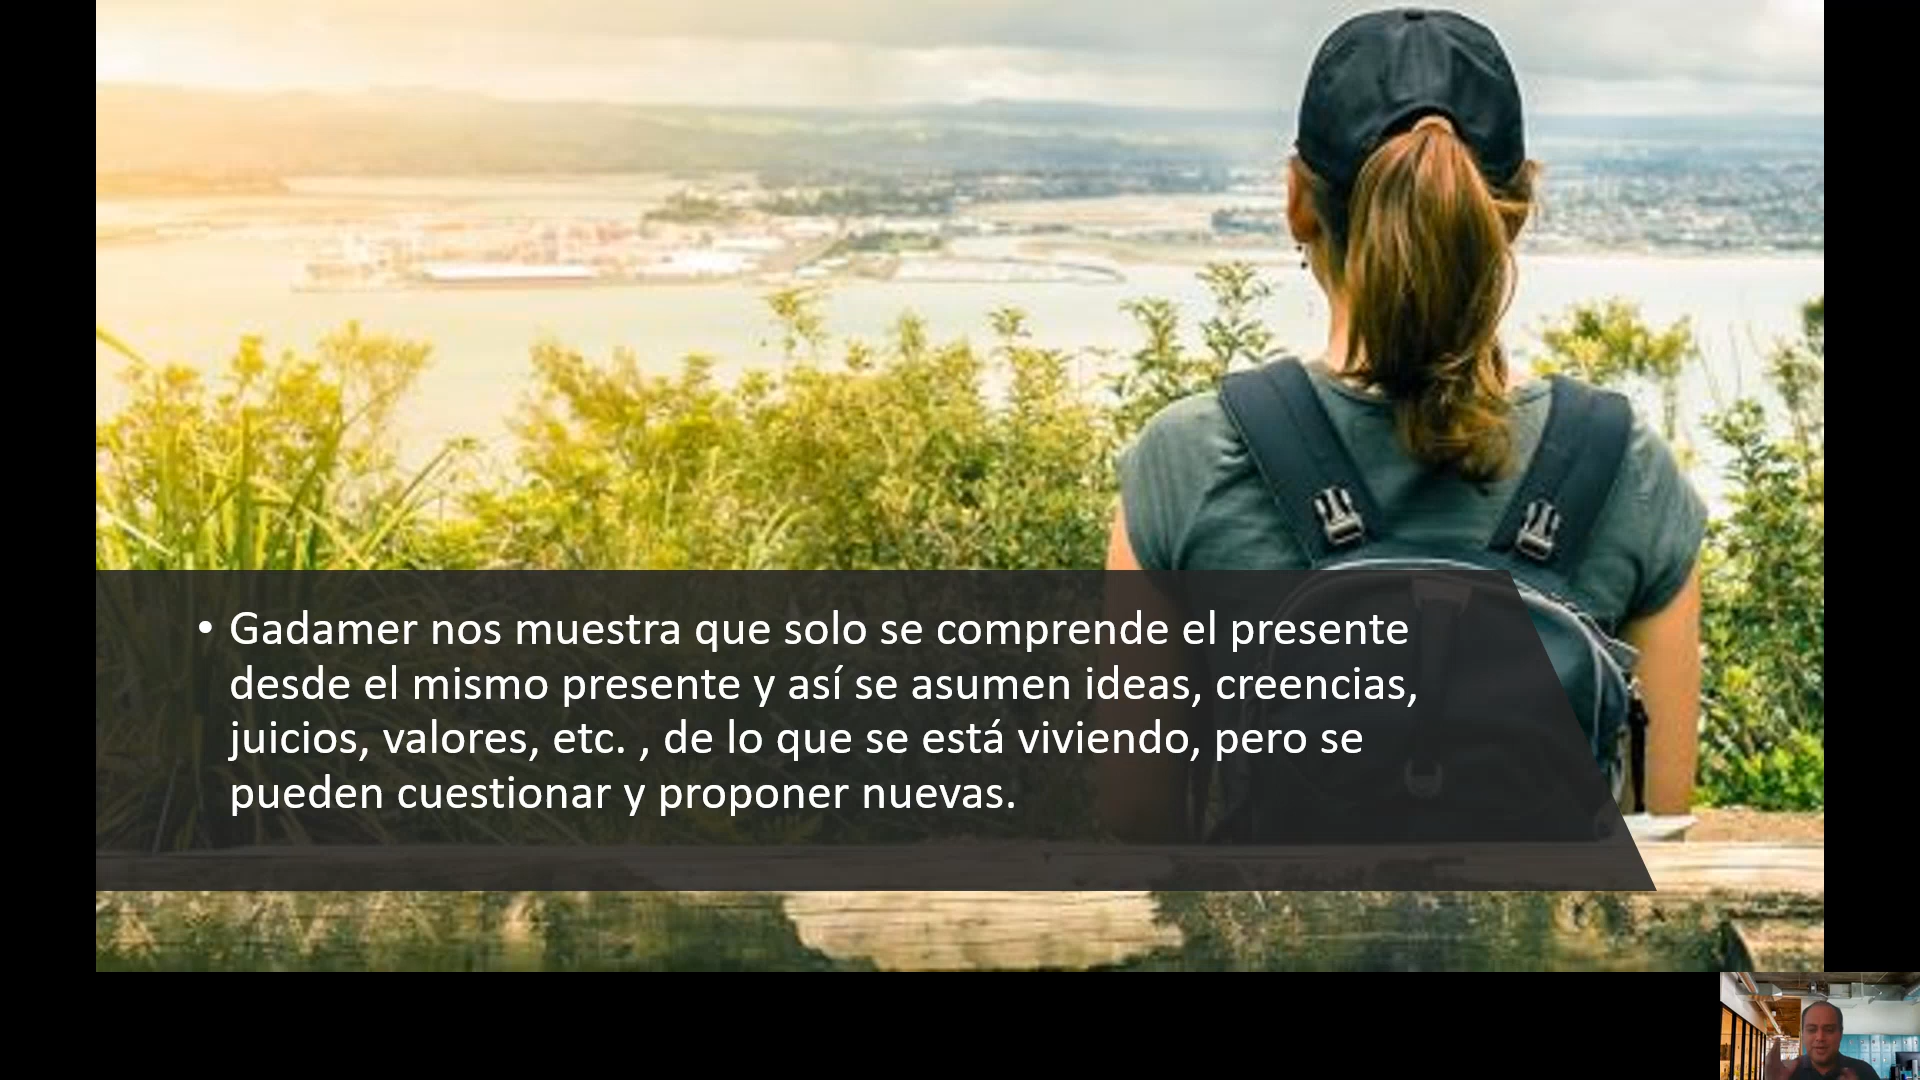 • Gadamer nos muestra que solo se comprende el presente
desde el mismo presente y así se asumen ideas, creencias,
juicios, valores, etc. , de lo que se está viviendo, pero se
pueden cuestionar y proponer nuevas.